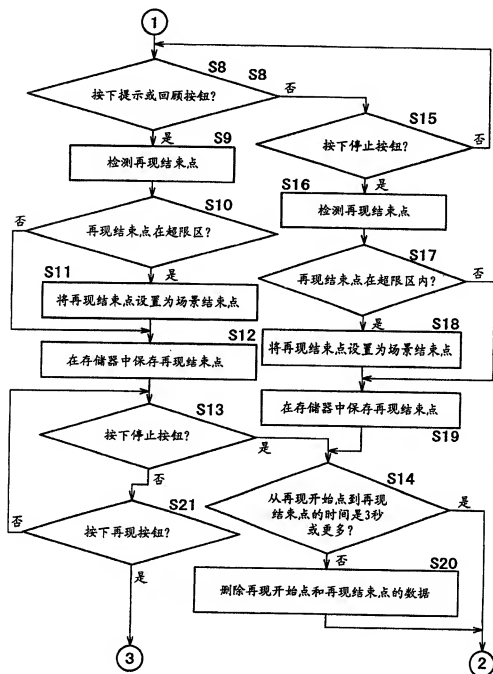 1
S8
S8
按下提示或回顾按钮?
否
是
S9
检测再现结束点
S10
否
再现结束点在超限区?
是
S11
将再现结束点设置为场景结束点
S12
在存储器中保存再现结束点
S13
按下停止按钮?
是
否
S21
否
按下再现按钮?
是
3
S15
按下停止按钮?
否
是
S16
检测再现结束点
S17
再现结束点在超限区内?
否
是
S18
将再现结束点设置为场景结束点
在存储器中保存再现结束点
S19
S14
从再现开始点到再现
结束点的时间是3秒
或更多?
是
否
S20
删除再现开始点和再现结束点的数据
2